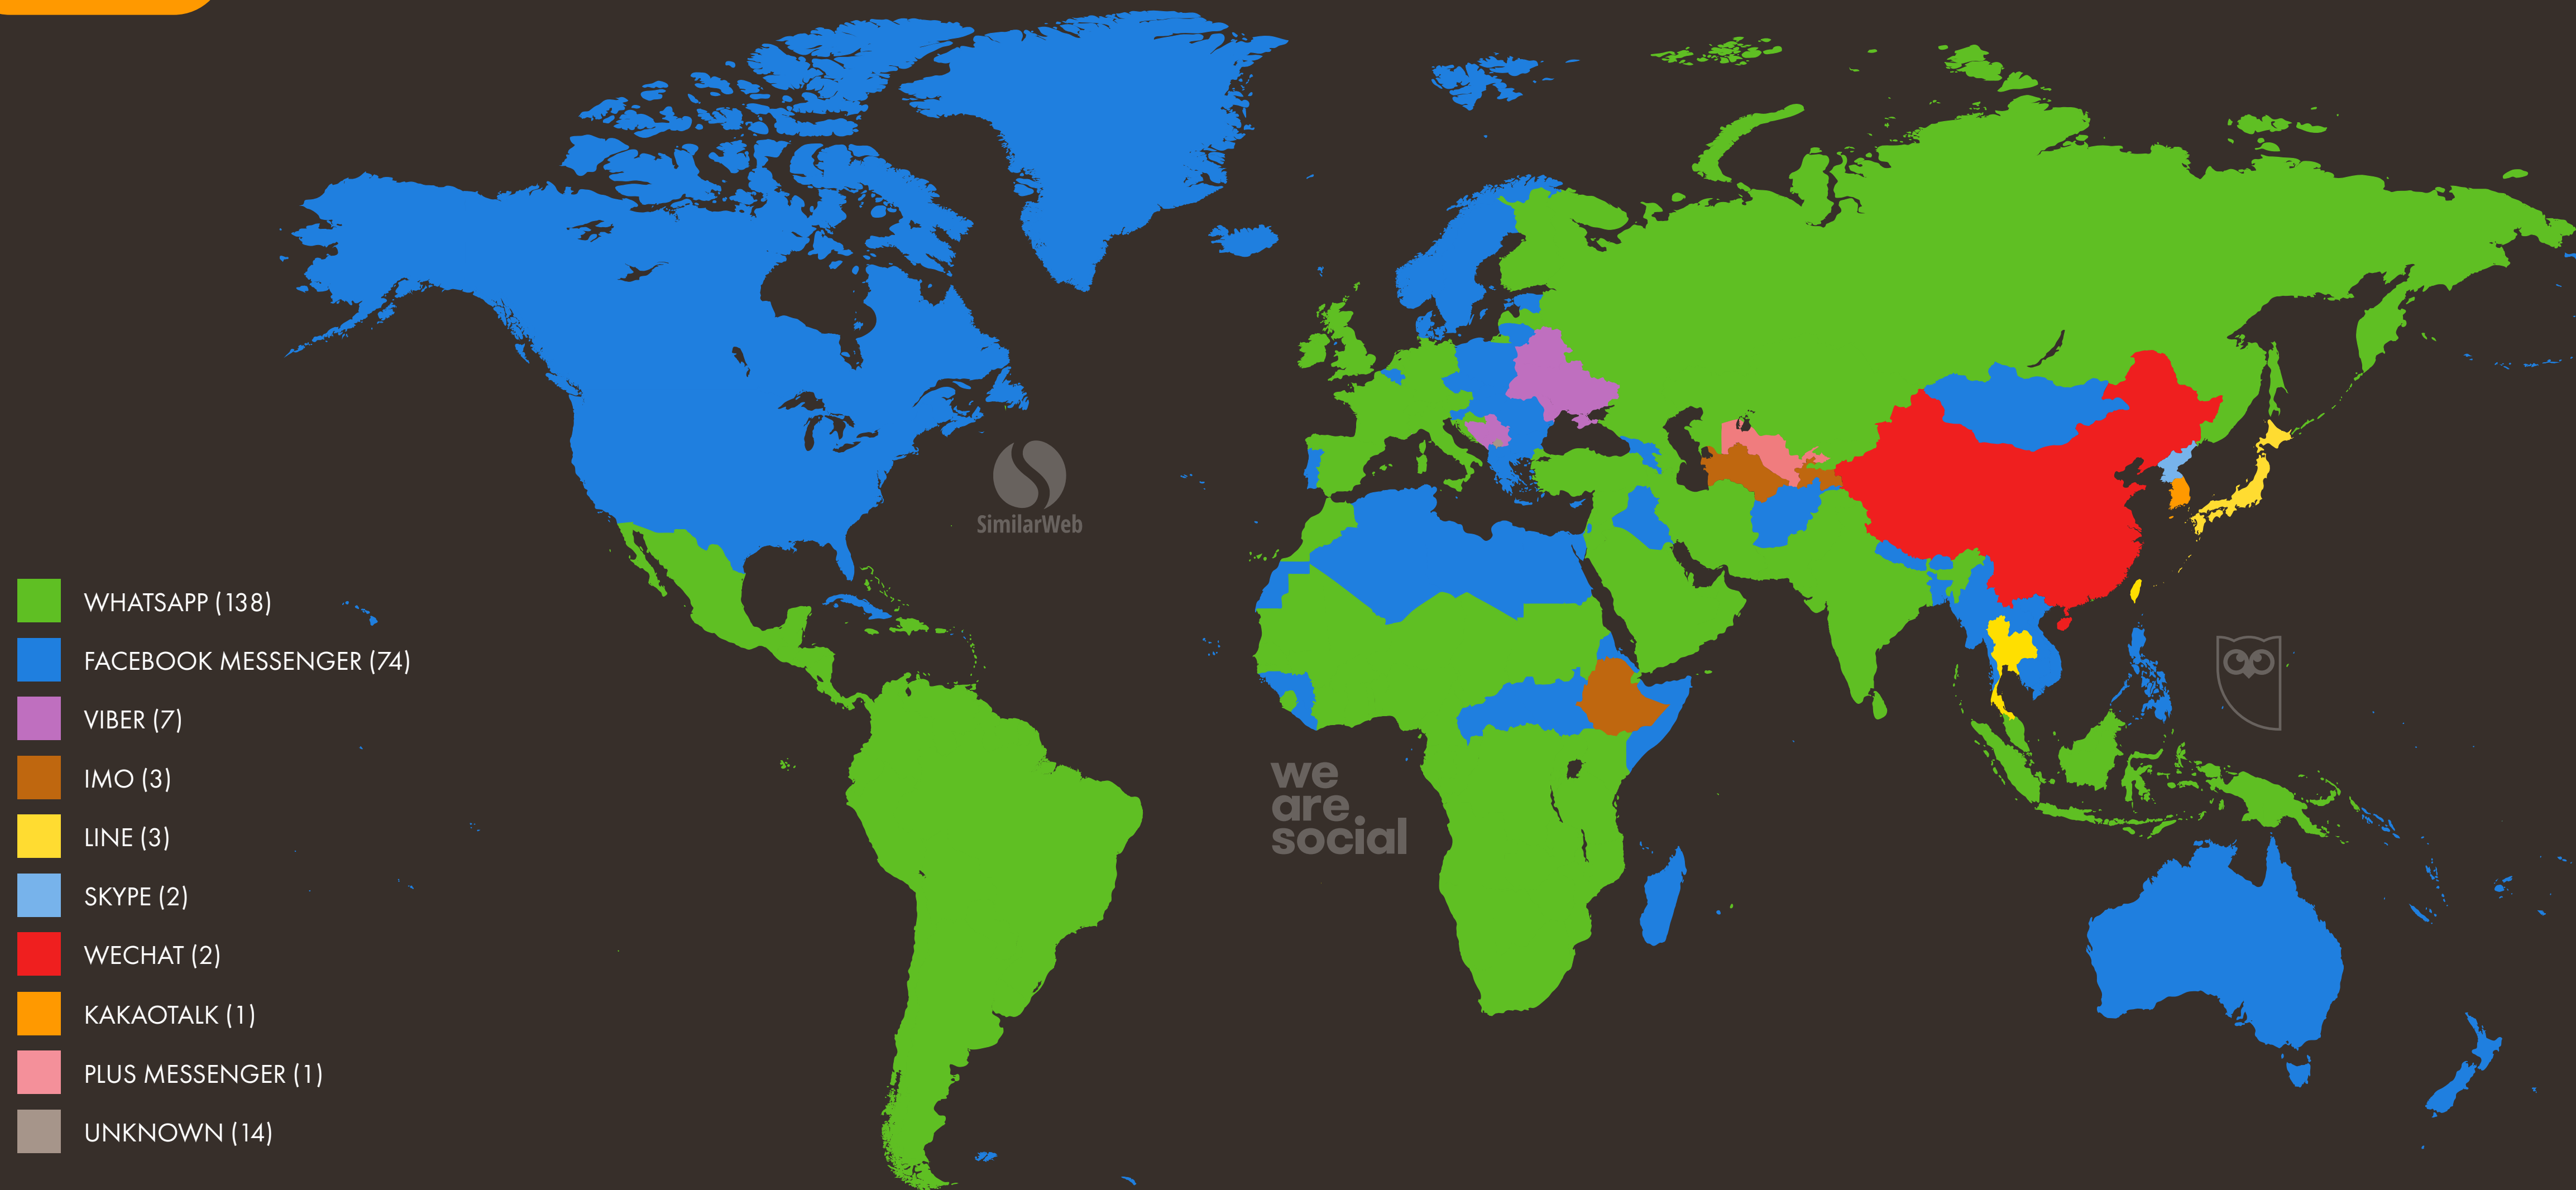 SimilarWeb
WHATSAPP (138)
FACEBOOK MESSENGER (74)
VIBER (7)
IMO (3)
LINE (3)
SKYPE (2)
WECHAT (2)
KAKAOTALK (1)
PLUS MESSENGER (1)
UNKNOWN (14)
we
are
social